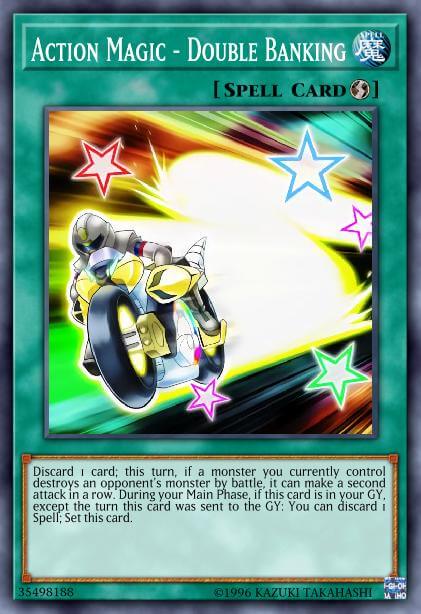 Action Magic - Double Banking
SPELL
魔
[Spell Card]
Discard 1 card; this turn, if a monster you currently control
destroys an opponent's monster by battle, it can make a second
attack in a row. During your Main Phase, if this card is in your GY,
except the turn this card was sent to the GY: You can discard 1
Spell; Set this card.
35498188
©1996 KAZUKI TAKAHASHI